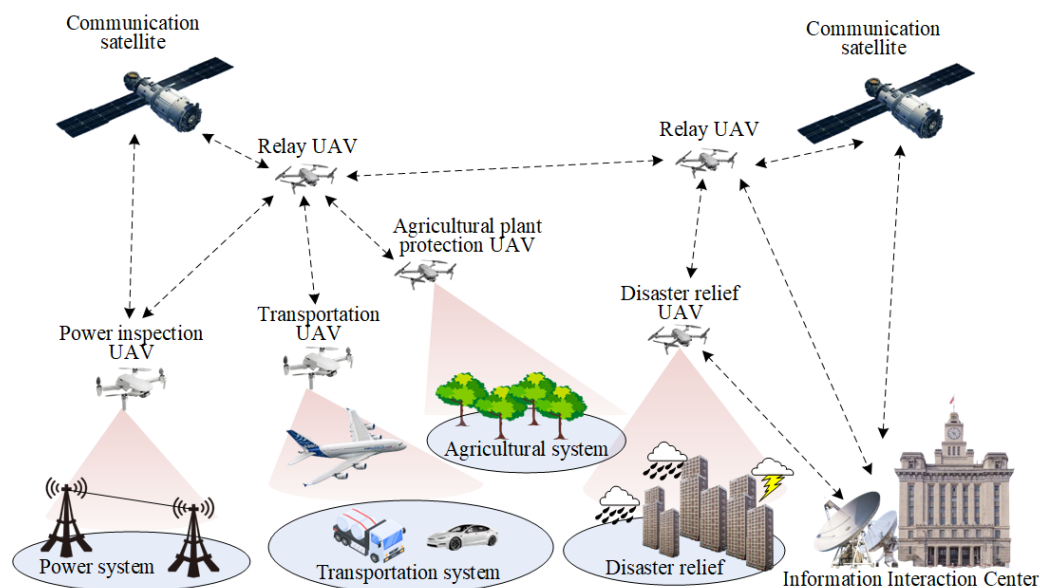 Communication
satellite
Communication
satellite
Relay UAV
Relay UAV
Agricultural plant
protection UAV
Power inspection
UAV
Transportation
UAV
Disaster relief
UAV
Agricultural system
Power system
Transportation system
Disaster relief
Information Interaction Center